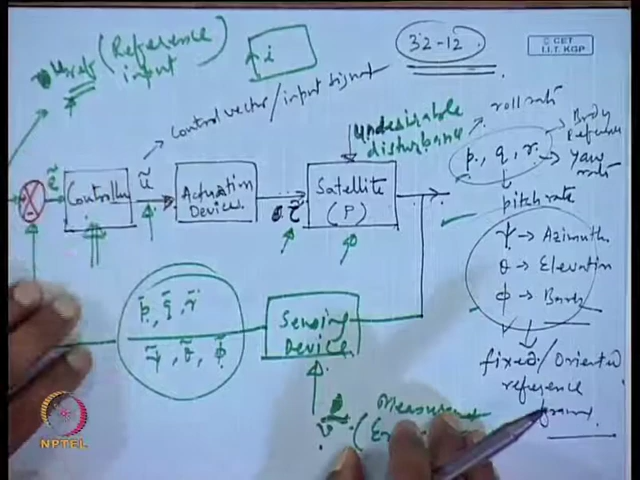 32-12
© CET
I.I.T. KGP
u ref (Reference
input)
i
control vector/input signal
undesirable
disturbance
roll rate
Body
Reference
p, q, r
yaw
rate
pitch rate
ẽ
Controller
ũ
Actuation
Device
τ̃
Satellite
(P)
ψ → Azimuth
θ → Elevation
φ → Bank
p̃, q̃, r̃
ψ̃, θ̃, φ̃
Sensing
Device
fixed/Oriented
reference
frame
ṽ
(Measurement
NPTEL